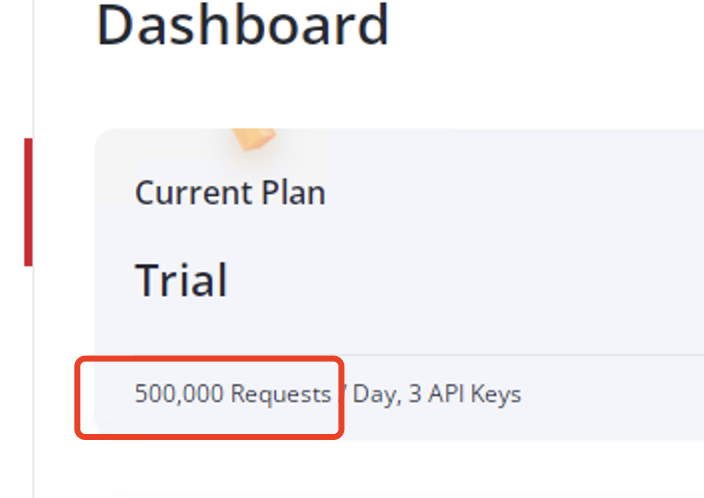 Dashboard
Current Plan
Trial
500,000 Requests / Day, 3 API Keys